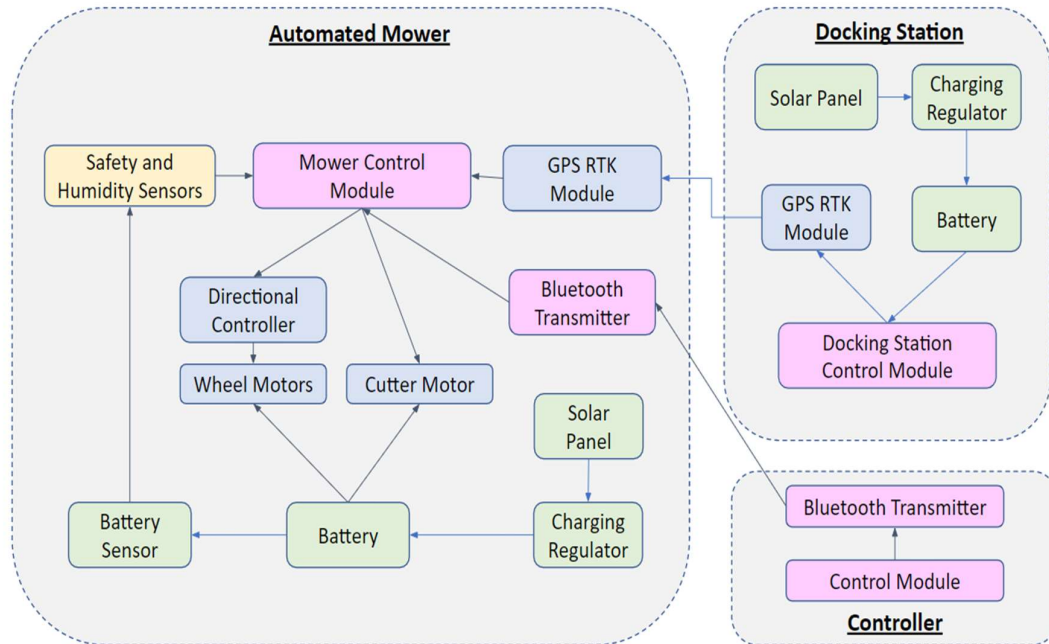 Automated Mower
Safety and
Humidity Sensors
Mower Control
Module
GPS RTK
Module
Directional
Controller
Bluetooth
Transmitter
Wheel Motors
Cutter Motor
Solar
Panel
Battery
Sensor
Battery
Charging
Regulator
Docking Station
Solar Panel
Charging
Regulator
GPS RTK
Module
Battery
Docking Station
Control Module
Bluetooth Transmitter
Control Module
Controller